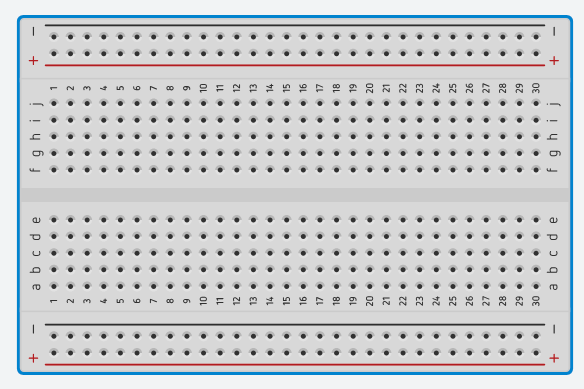 − −
+ +
1 2 3 4 5 6 7 8 9 10 11 12 13 14 15 16 17 18 19 20 21 22 23 24 25 26 27 28 29 30
j j
i i
h h
g g
f f
e e
d d
c c
b b
a a
1 2 3 4 5 6 7 8 9 10 11 12 13 14 15 16 17 18 19 20 21 22 23 24 25 26 27 28 29 30
− −
+ +